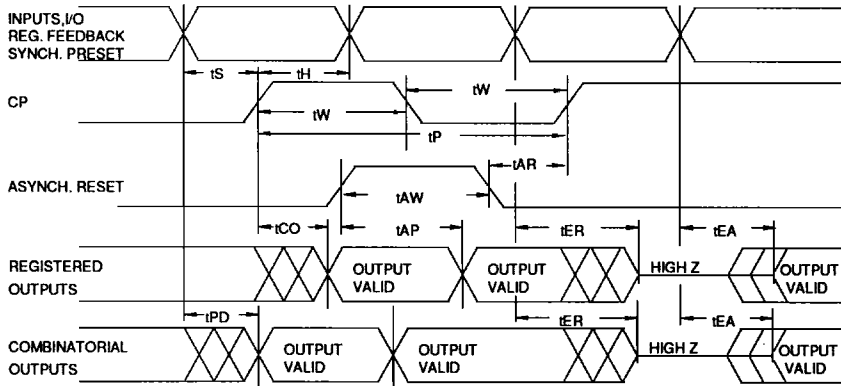 INPUTS,I/O
REG. FEEDBACK
SYNCH. PRESET
tS
tH
tW
CP
tW
tP
tAR
ASYNCH. RESET
tAW
tCO
tAP
tER
tEA
REGISTERED
OUTPUTS
OUTPUT
VALID
OUTPUT
VALID
HIGH Z
OUTPUT
VALID
tPD
tER
tEA
COMBINATORIAL
OUTPUTS
OUTPUT
VALID
OUTPUT
VALID
HIGH Z
OUTPUT
VALID